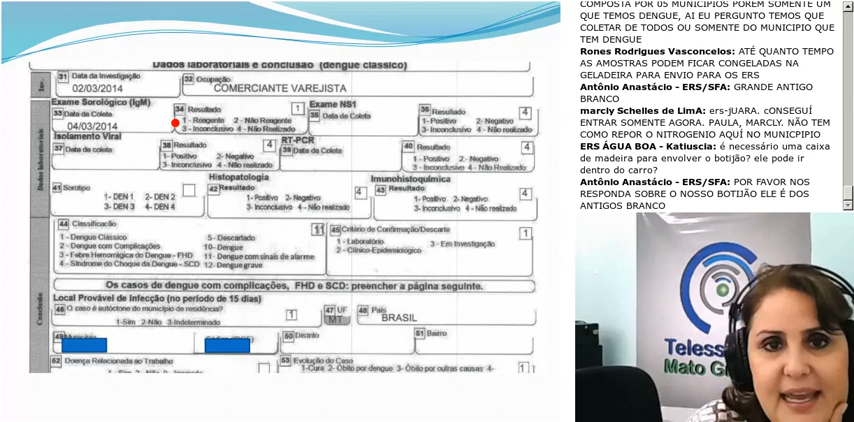 Dados laboratoriais e conclusão (dengue clássico)
Inv.
31 Data da Investigação
02/03/2014
32 Ocupação
COMERCIANTE VAREJISTA
Dados laboratoriais
Exame Sorológico (IgM)
33 Data da Coleta
04/03/2014
34 Resultado
1
1 - Reagente 2 - Não Reagente
3 - Inconclusivo 4 - Não Realizado
Exame NS1
35 Data da Coleta
36 Resultado
4
1- Positivo 2- Negativo
3- Inconclusivo 4 - Não Realizado
Isolamento Viral
37 Data da coleta
38 Resultado
4
1- Positivo 2- Negativo
3- Inconclusivo 4 - Não Realizado
RT-PCR
39 Data da Coleta
40 Resultado
4
1 - Positivo 2- Negativo
3- Inconclusivo 4 - Não Realizado
41 Sorotipo
1- DEN 1 2- DEN 2
3- DEN 3 4- DEN 4
Histopatologia
42 Resultado
4
1- Positivo 2- Negativo
3- Inconclusivo 4 - Não realizado
Imunohistoquímica
43 Resultado
4
1- Positivo 2- Negativo
3- Inconclusivo 4 - Não realizado
Conclusão
44 Classificação
11
1 - Dengue Clássico 5 - Descartado
2 - Dengue com Complicações 10- Dengue
3 - Febre Hemorrágica do Dengue - FHD 11- Dengue com sinais de alarme
4 - Síndrome do Choque da Dengue - SCD 12- Dengue grave
45 Critério de Confirmação/Descarte
1
1 - Laboratório 3 - Em Investigação
2 - Clínico-Epidemiológico
Os casos de dengue com complicações, FHD e SCD: preencher a página seguinte.
Local Provável de Infecção (no período de 15 dias)
46 O caso é autóctone do município de residência?
1
1-Sim 2-Não 3-Indeterminado
47 UF
MT
48 País
BRASIL
49 Município
50 Distrito
51 Bairro
52 Doença Relacionada ao Trabalho
53 Evolução do Caso
1-Cura 2- Óbito por dengue 3- Óbito por outras causas 4-
1
COMPOSTA POR 05 MUNICIPIOS PORÉM SOMENTE UM
QUE TEMOS DENGUE, AI EU PERGUNTO TEMOS QUE
COLETAR DE TODOS OU SOMENTE DO MUNICIPIO QUE
TEM DENGUE
Rones Rodrigues Vasconcelos: ATÉ QUANTO TEMPO
AS AMOSTRAS PODEM FICAR CONGELADAS NA
GELADEIRA PARA ENVIO PARA OS ERS
Antônio Anastácio - ERS/SFA: GRANDE ANTIGO
BRANCO
marcly Schelles de LimA: ers-jUARA. cONSEGUÍ
ENTRAR SOMENTE AGORA. PAULA, MARCLY. NÃO TEM
COMO REPOR O NITROGENIO AQUÍ NO MUNICIPIO
ERS ÁGUA BOA - Katiuscia: é necessário uma caixa
de madeira para envolver o botijão? ele pode ir
dentro do carro?
Antônio Anastácio - ERS/SFA: POR FAVOR NOS
RESPONDA SOBRE O NOSSO BOTIJÃO ELE É DOS
ANTIGOS BRANCO
Teless
Mato G